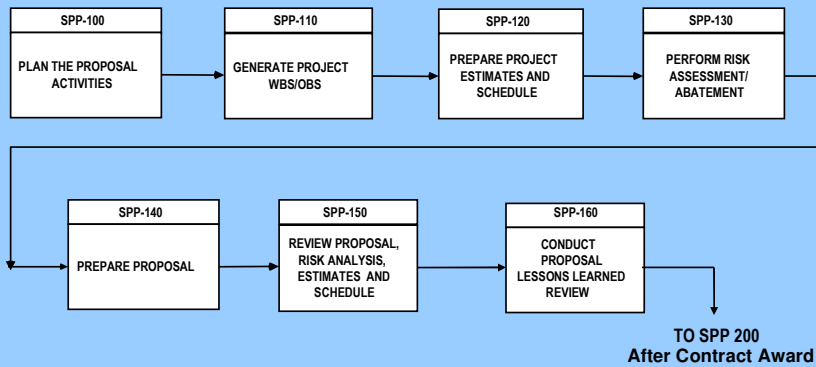 SPP-100
PLAN THE PROPOSAL
ACTIVITIES
SPP-110
GENERATE PROJECT
WBS/OBS
SPP-120
PREPARE PROJECT
ESTIMATES AND
SCHEDULE
SPP-130
PERFORM RISK
ASSESSMENT/
ABATEMENT
SPP-140
PREPARE PROPOSAL
SPP-150
REVIEW PROPOSAL,
RISK ANALYSIS,
ESTIMATES AND
SCHEDULE
SPP-160
CONDUCT
PROPOSAL
LESSONS LEARNED
REVIEW
TO SPP 200
After Contract Award